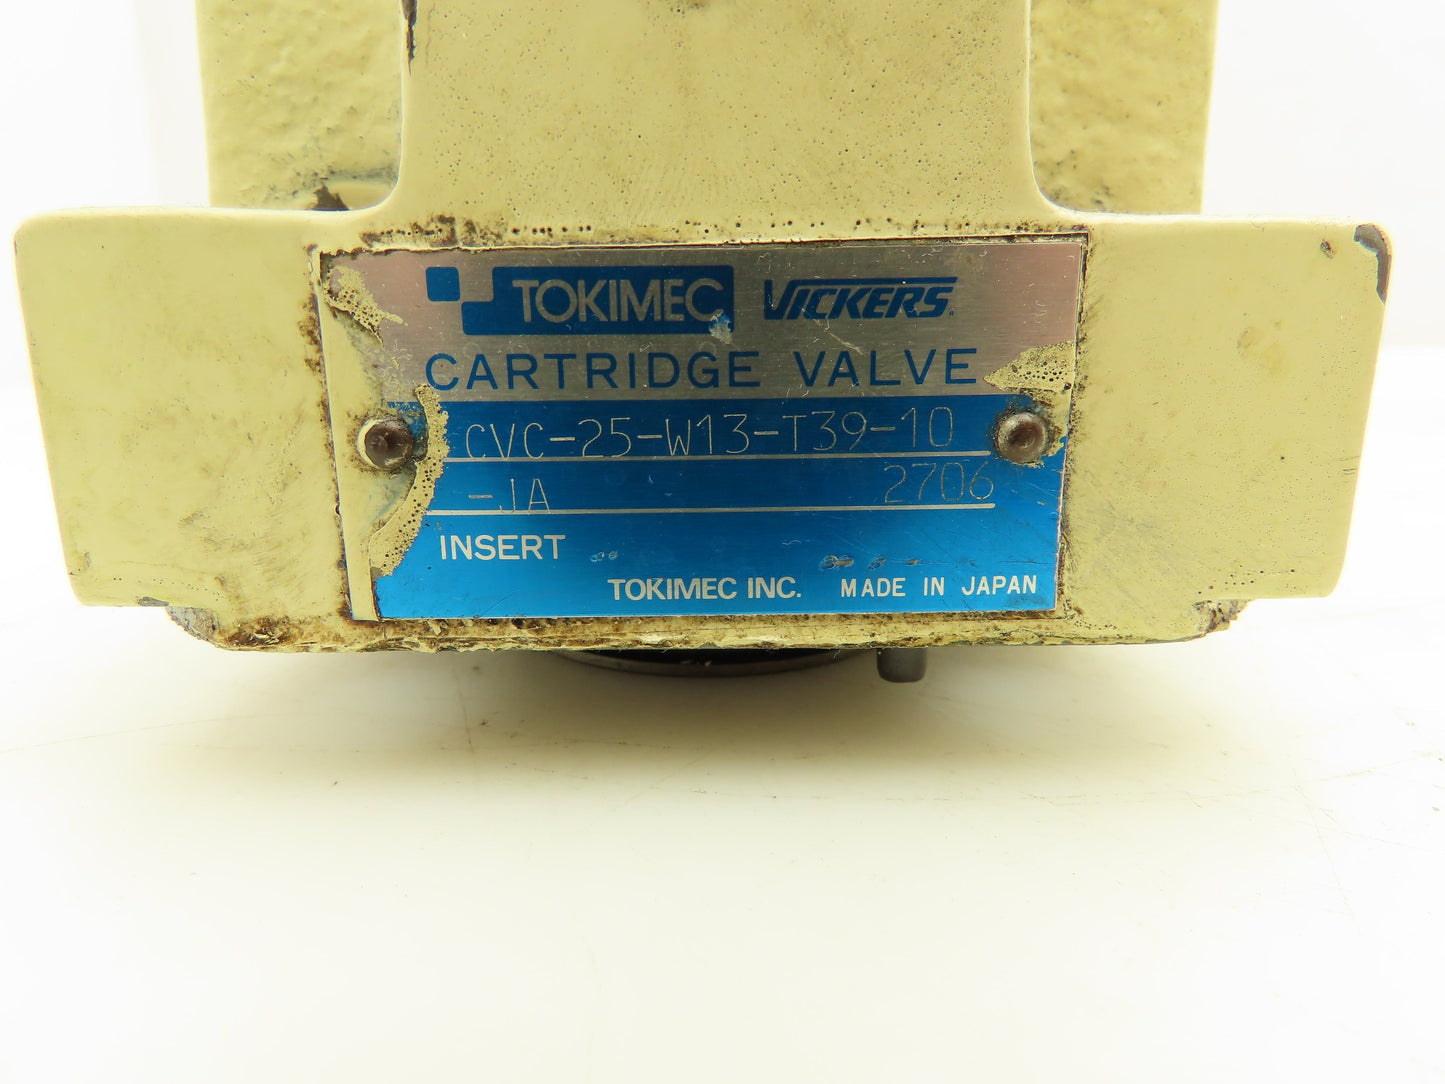 TOKIMEC VICKERS
CARTRIDGE VALVE
CVC-25-W13-T39-10
-JA 2706
INSERT
TOKIMEC INC. MADE IN JAPAN